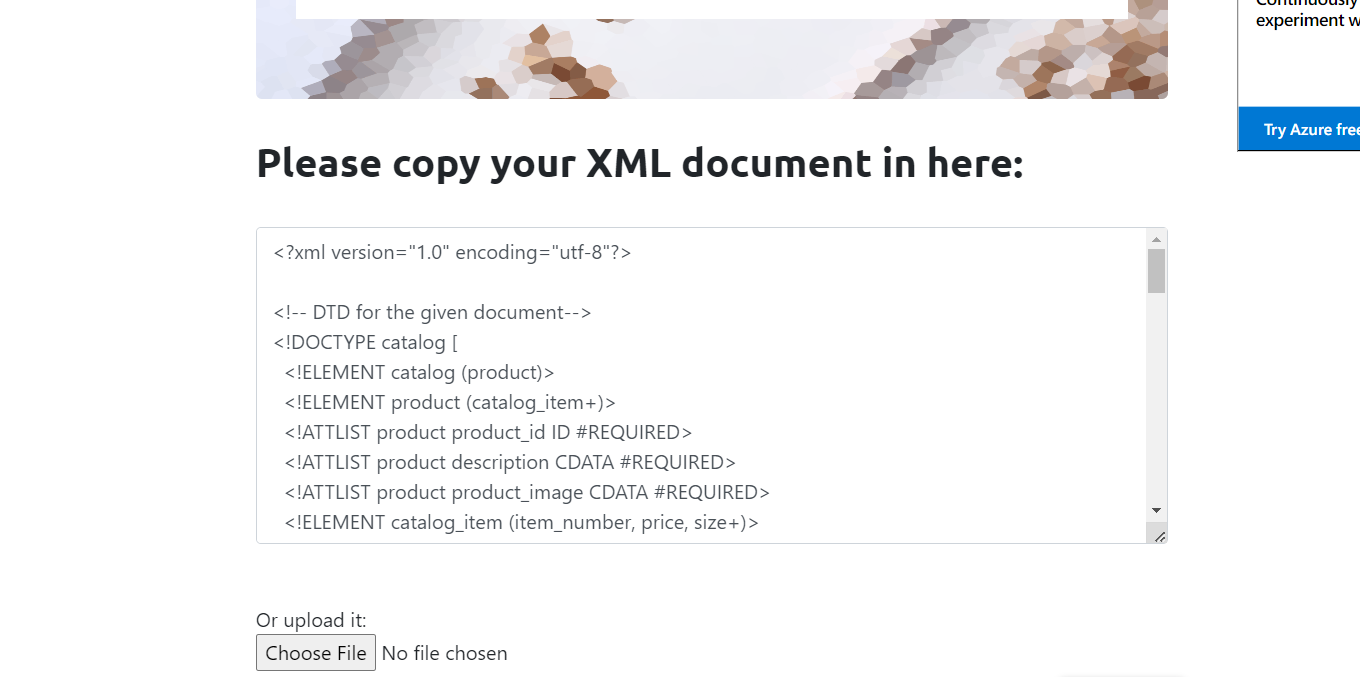 Continuously
experiment w
Try Azure free
Please copy your XML document in here:
<?xml version="1.0" encoding="utf-8"?>
<!-- DTD for the given document-->
<!DOCTYPE catalog [
<!ELEMENT catalog (product)>
<!ELEMENT product (catalog_item+)>
<!ATTLIST product product_id ID #REQUIRED>
<!ATTLIST product description CDATA #REQUIRED>
<!ATTLIST product product_image CDATA #REQUIRED>
<!ELEMENT catalog_item (item_number, price, size+)>
Or upload it:
Choose File No file chosen